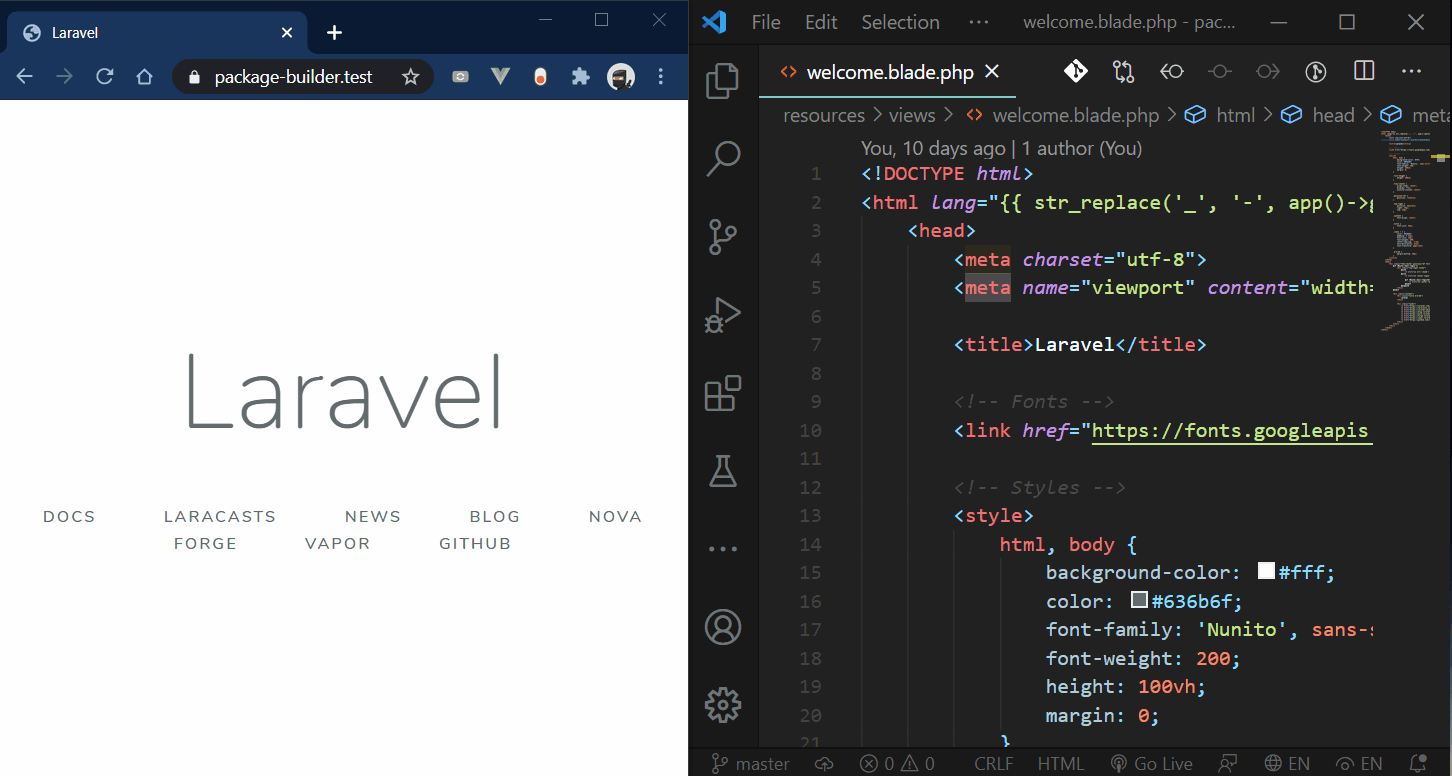 Laravel
package-builder.test
Laravel
DOCS LARACASTS NEWS BLOG NOVA
FORGE VAPOR GITHUB
File Edit Selection ··· welcome.blade.php - pac...
welcome.blade.php
resources > views > welcome.blade.php > html > head > meta
You, 10 days ago | 1 author (You)
1 <!DOCTYPE html>
2 <html lang="{{ str_replace('_', '-', app()->g
3 <head>
4 <meta charset="utf-8">
5 <meta name="viewport" content="width=
6
7 <title>Laravel</title>
8
9 <!-- Fonts -->
10 <link href="https://fonts.googleapis
11
12 <!-- Styles -->
13 <style>
14 html, body {
15 background-color: #fff;
16 color: #636b6f;
17 font-family: 'Nunito', sans-s
18 font-weight: 200;
19 height: 100vh;
20 margin: 0;
21 }
master 0 0 CRLF HTML Go Live EN EN